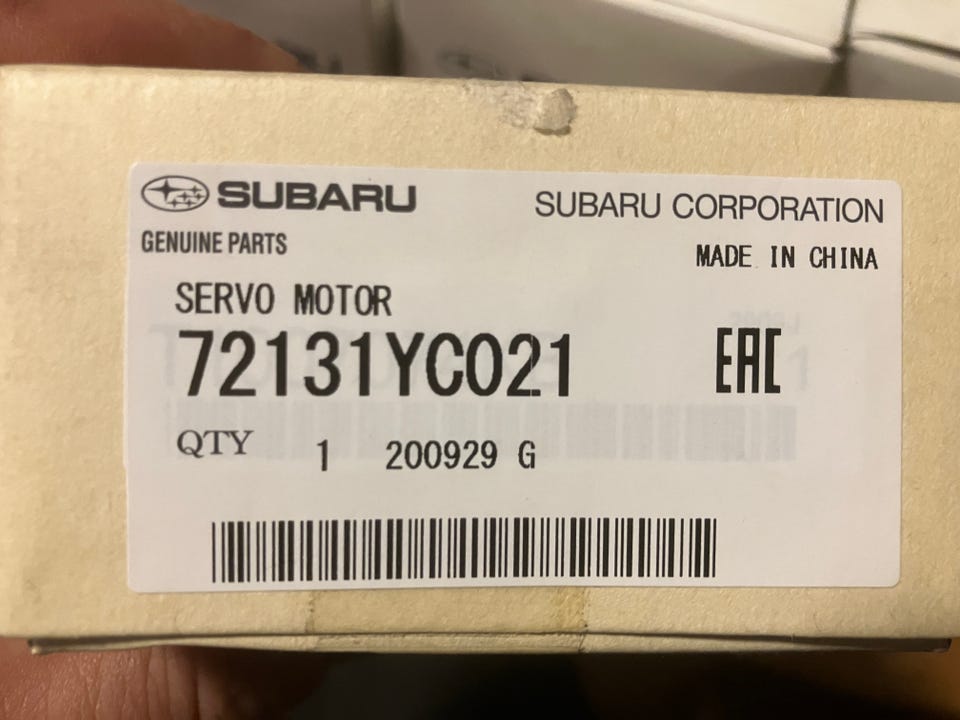 SUBARU
SUBARU CORPORATION
GENUINE PARTS
MADE IN CHINA
SERVO MOTOR
72131YC021
EAC
QTY 1 200929 G